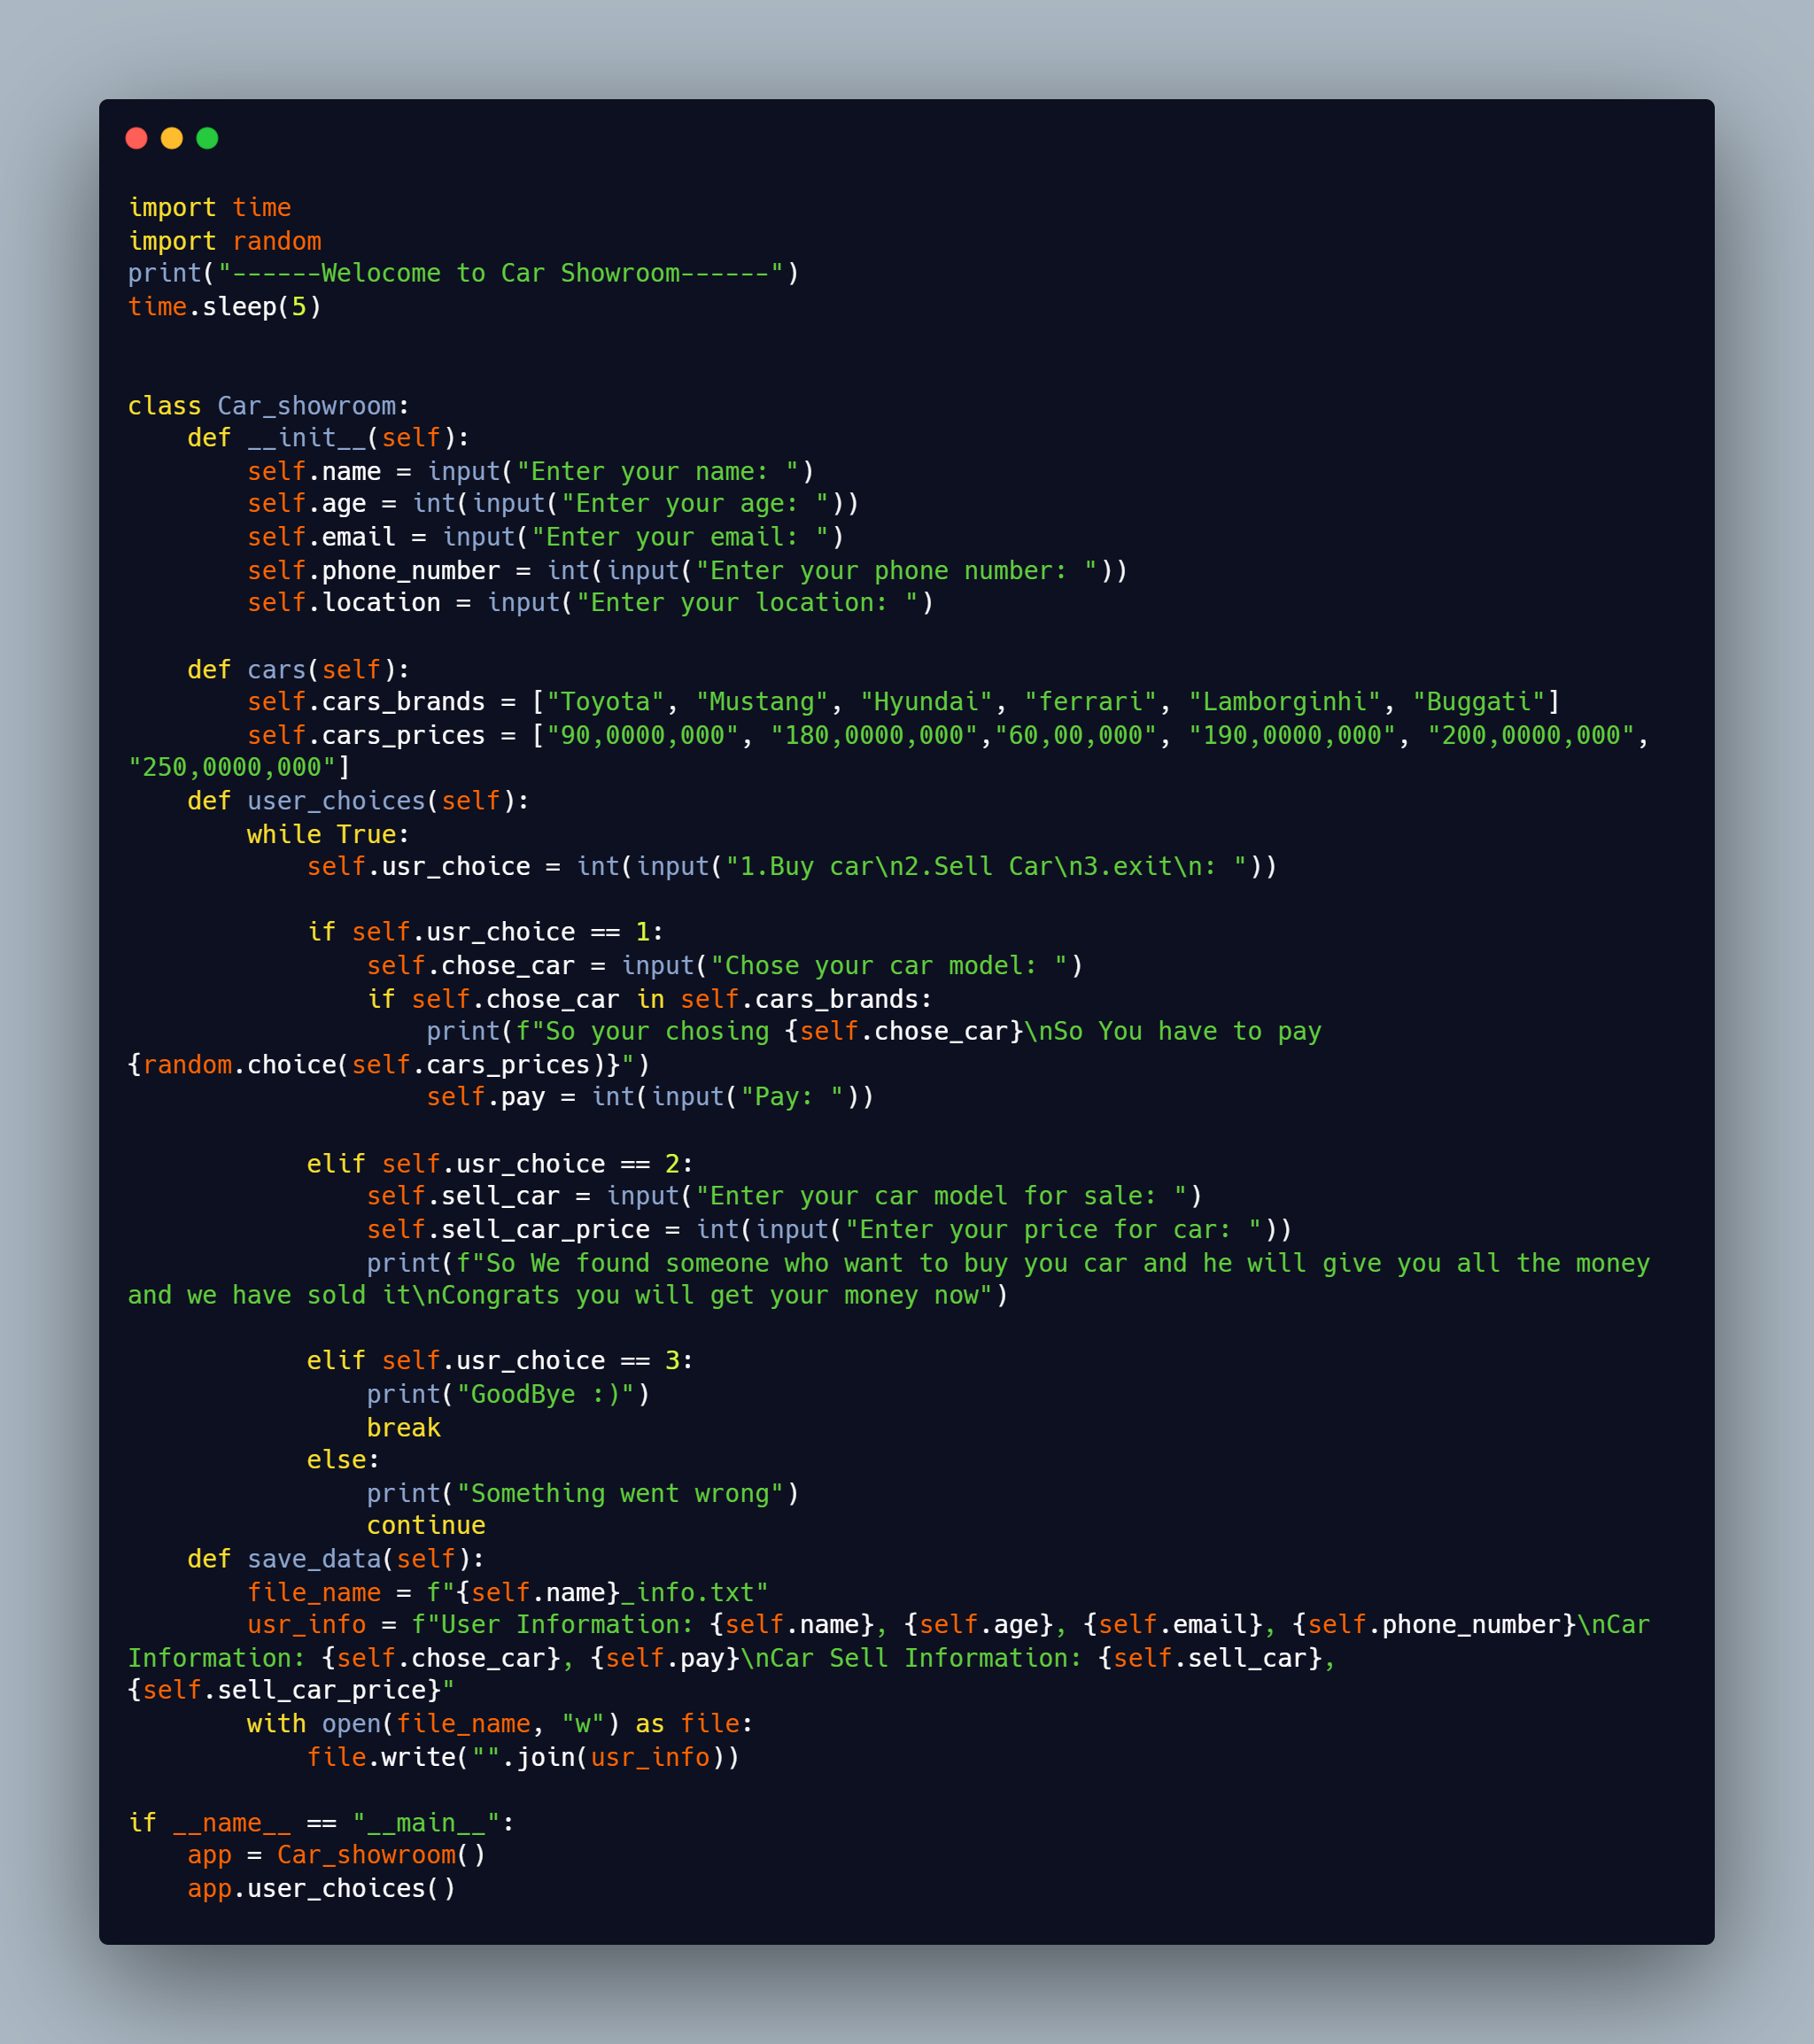 import time
import random
print("------Welocome to Car Showroom------")
time.sleep(5)


class Car_showroom:
    def __init__(self):
        self.name = input("Enter your name: ")
        self.age = int(input("Enter your age: "))
        self.email = input("Enter your email: ")
        self.phone_number = int(input("Enter your phone number: "))
        self.location = input("Enter your location: ")

    def cars(self):
        self.cars_brands = ["Toyota", "Mustang", "Hyundai", "ferrari", "Lamborginhi", "Buggati"]
        self.cars_prices = ["90,0000,000", "180,0000,000","60,00,000", "190,0000,000", "200,0000,000",
"250,0000,000"]
    def user_choices(self):
        while True:
            self.usr_choice = int(input("1.Buy car\n2.Sell Car\n3.exit\n: "))

            if self.usr_choice == 1:
                self.chose_car = input("Chose your car model: ")
                if self.chose_car in self.cars_brands:
                    print(f"So your chosing {self.chose_car}\nSo You have to pay
{random.choice(self.cars_prices)}")
                    self.pay = int(input("Pay: "))

            elif self.usr_choice == 2:
                self.sell_car = input("Enter your car model for sale: ")
                self.sell_car_price = int(input("Enter your price for car: "))
                print(f"So We found someone who want to buy you car and he will give you all the money
and we have sold it\nCongrats you will get your money now")

            elif self.usr_choice == 3:
                print("GoodBye :)")
                break
            else:
                print("Something went wrong")
                continue
    def save_data(self):
        file_name = f"{self.name}_info.txt"
        usr_info = f"User Information: {self.name}, {self.age}, {self.email}, {self.phone_number}\nCar
Information: {self.chose_car}, {self.pay}\nCar Sell Information: {self.sell_car},
{self.sell_car_price}"
        with open(file_name, "w") as file:
            file.write("".join(usr_info))

if __name__ == "__main__":
    app = Car_showroom()
    app.user_choices()